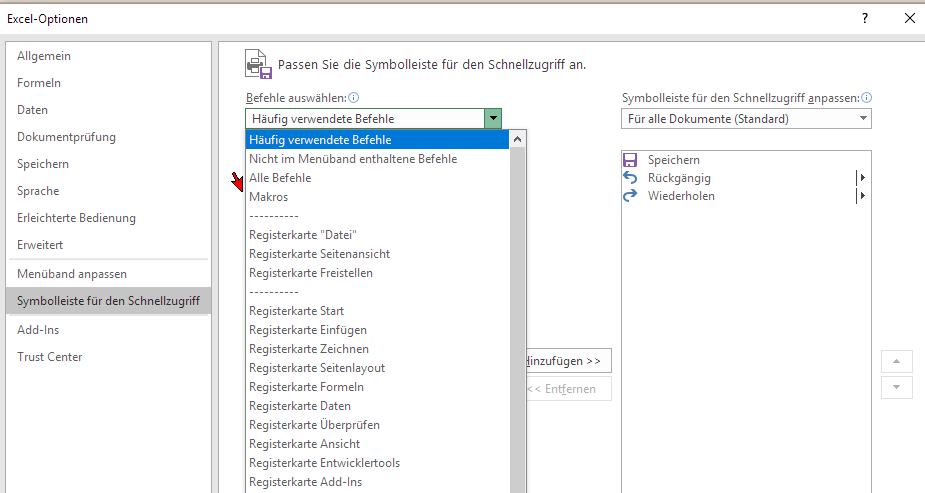 Excel-Optionen
?
Allgemein
Formeln
Daten
Dokumentprüfung
Speichern
Sprache
Erleichterte Bedienung
Erweitert
Menüband anpassen
Symbolleiste für den Schnellzugriff
Add-Ins
Trust Center
Passen Sie die Symbolleiste für den Schnellzugriff an.
Befehle auswählen:
Häufig verwendete Befehle
Häufig verwendete Befehle
Nicht im Menüband enthaltene Befehle
Alle Befehle
Makros
----------
Registerkarte "Datei"
Registerkarte Seitenansicht
Registerkarte Freistellen
----------
Registerkarte Start
Registerkarte Einfügen
Registerkarte Zeichnen
Registerkarte Seitenlayout
Registerkarte Formeln
Registerkarte Daten
Registerkarte Überprüfen
Registerkarte Ansicht
Registerkarte Entwicklertools
Registerkarte Add-Ins
Hinzufügen >>
<< Entfernen
Symbolleiste für den Schnellzugriff anpassen:
Für alle Dokumente (Standard)
Speichern
Rückgängig
Wiederholen